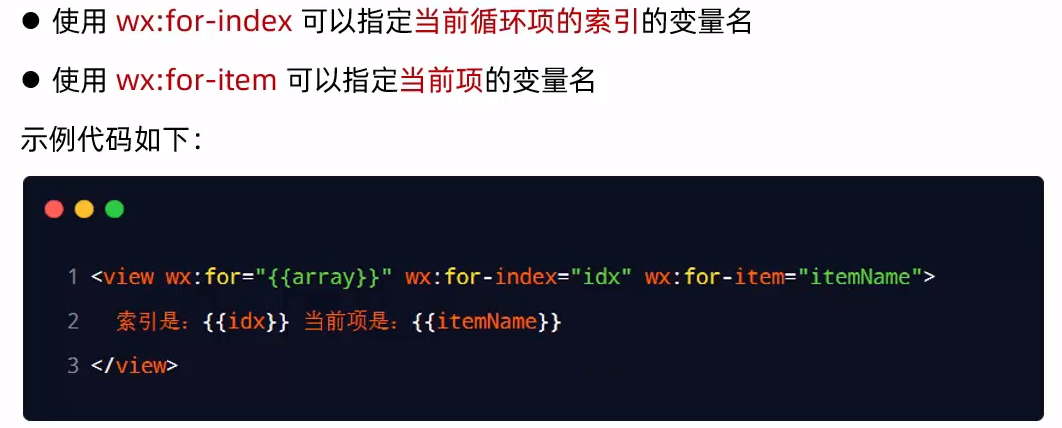 ● 使用 wx:for-index 可以指定当前循环项的索引的变量名
● 使用 wx:for-item 可以指定当前项的变量名
示例代码如下：
1 <view wx:for="{{array}}" wx:for-index="idx" wx:for-item="itemName">
2   索引是：{{idx}} 当前项是：{{itemName}}
3 </view>